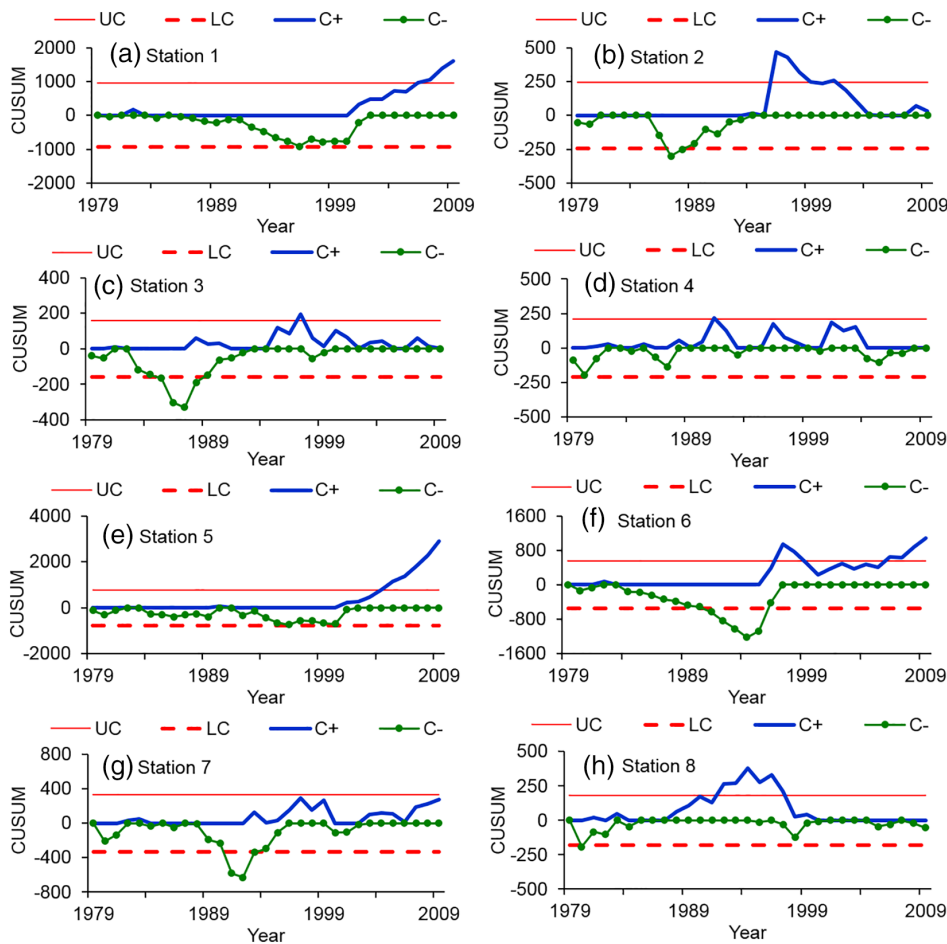 UC LC C+ C- UC LC C+ C-
(a) Station 1
CUSUM
2000
1000
0
-1000
-2000
1979 1989 1999 2009
Year
(b) Station 2
CUSUM
500
250
0
-250
-500
1979 1989 1999 2009
Year
UC LC C+ C- UC LC C+ C-
(c) Station 3
CUSUM
400
200
0
-200
-400
1979 1989 1999 2009
Year
(d) Station 4
CUSUM
500
250
0
-250
-500
1979 1989 1999 2009
Year
UC LC C+ C- UC LC C+ C-
(e) Station 5
CUSUM
4000
2000
0
-2000
1979 1989 1999 2009
Year
(f) Station 6
CUSUM
1600
800
0
-800
-1600
1979 1989 1999 2009
Year
UC LC C+ C- UC LC C+ C-
(g) Station 7
CUSUM
800
400
0
-400
-800
1979 1989 1999 2009
Year
(h) Station 8
CUSUM
500
250
0
-250
-500
1979 1989 1999 2009
Year